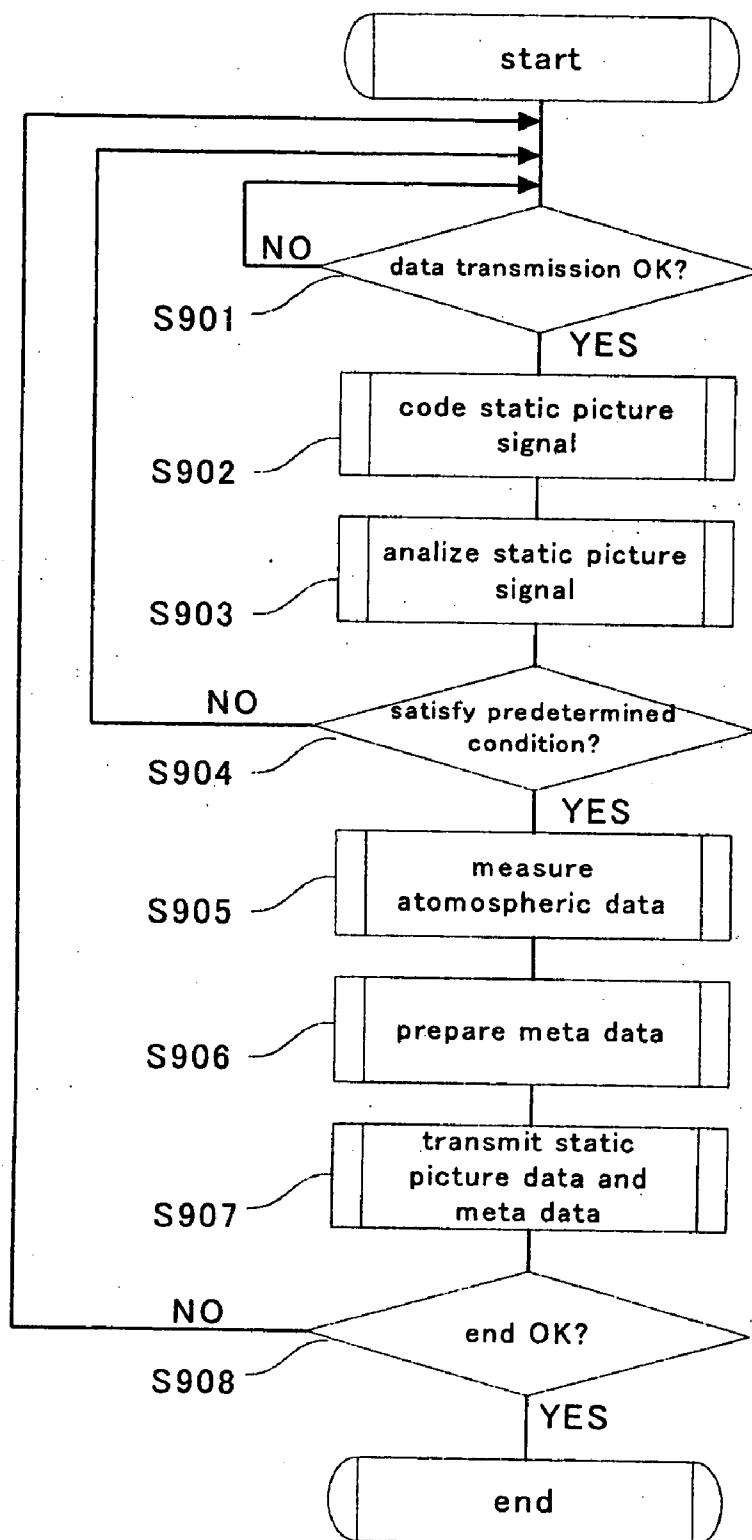 start
NO
data transmission OK?
S901
YES
code static picture
signal
S902
analize static picture
signal
S903
NO
satisfy predetermined
condition?
S904
YES
measure
atomospheric data
S905
prepare meta data
S906
transmit static
picture data and
meta data
S907
NO
end OK?
S908
YES
end